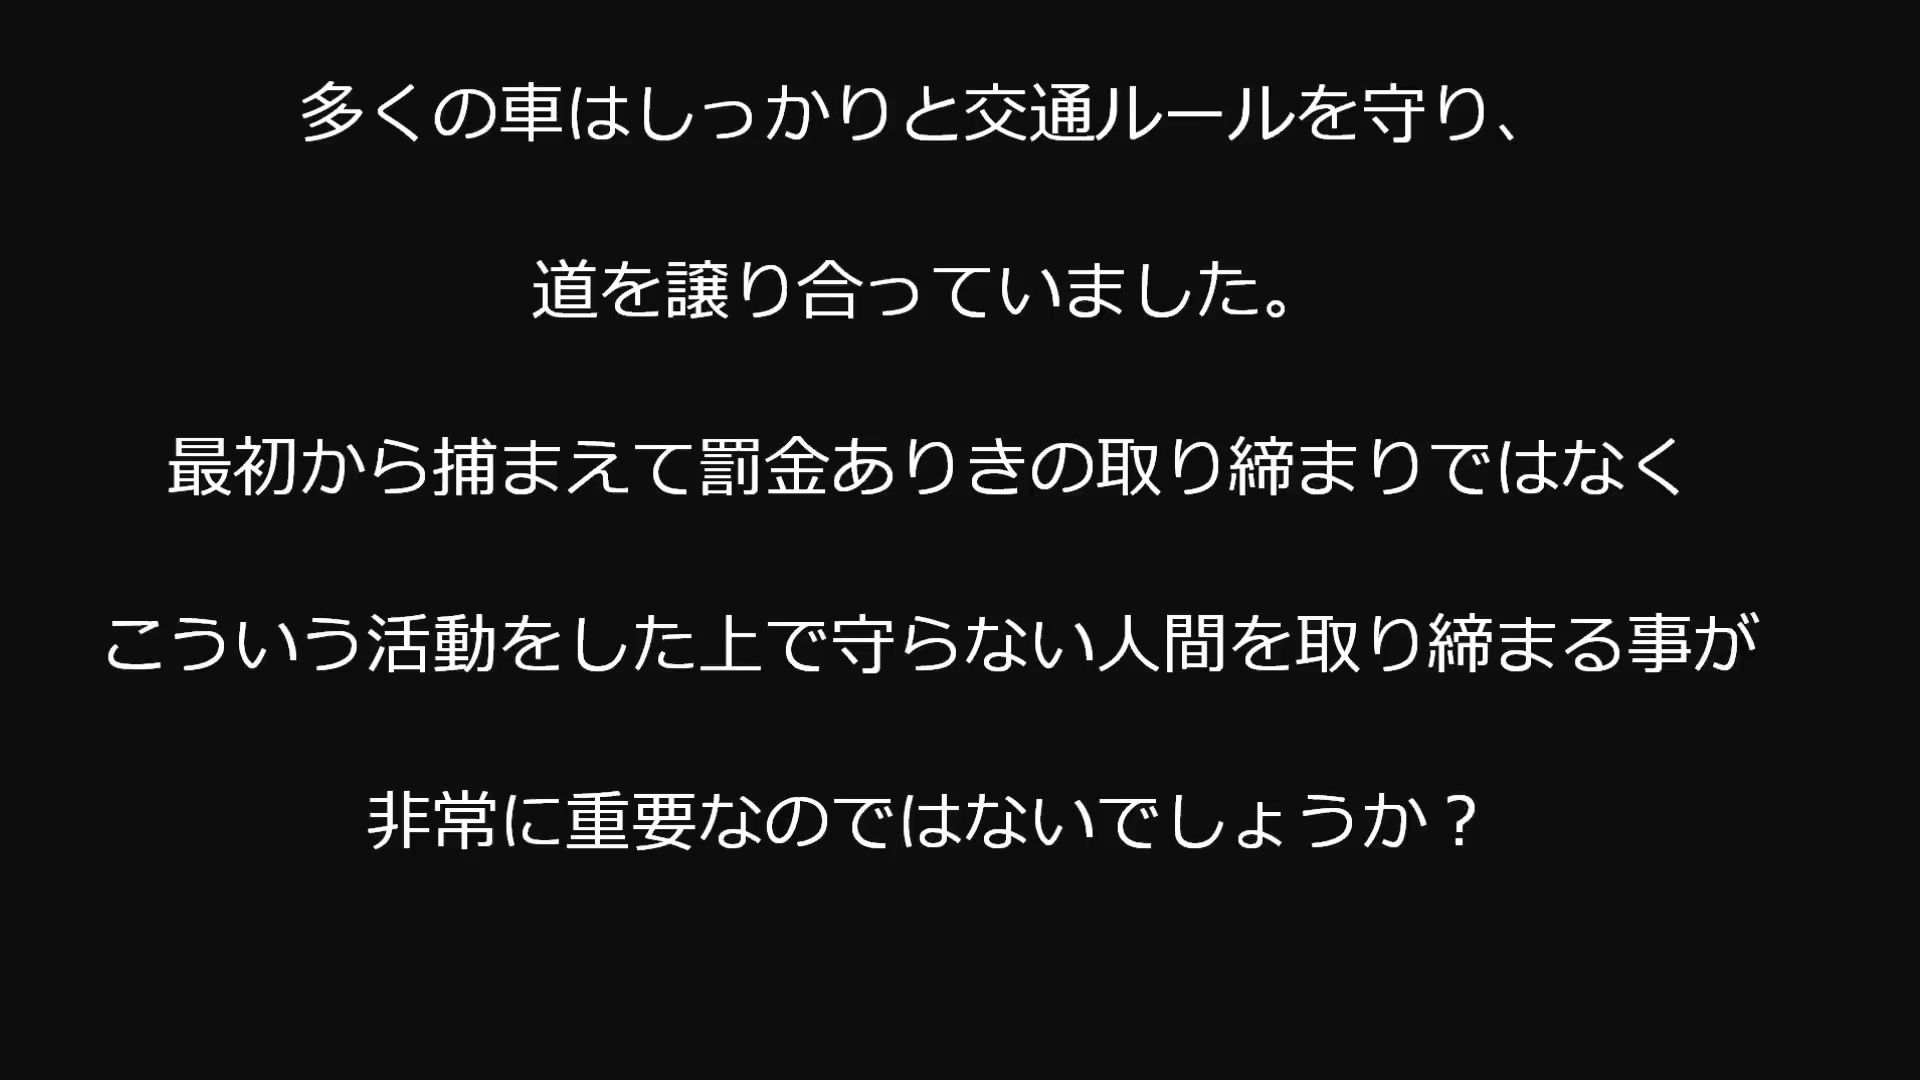 多くの車はしっかりと交通ルールを守り、
道を譲り合っていました。
最初から捕まえて罰金ありきの取り締まりではなく
こういう活動をした上で守らない人間を取り締まる事が
非常に重要なのではないでしょうか？